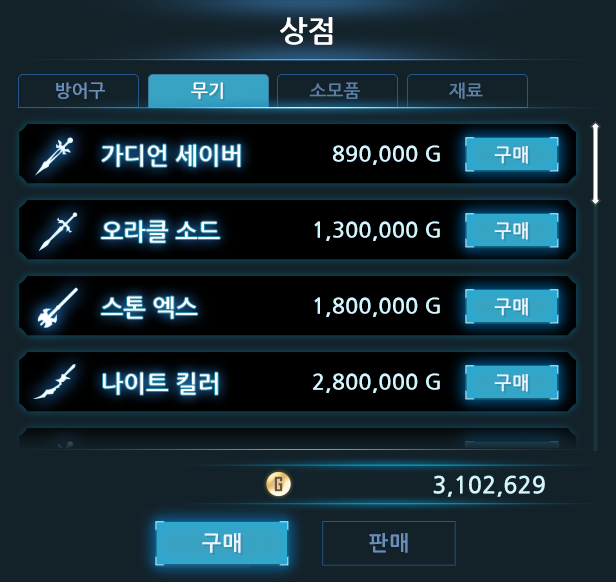 상점
방어구 무기 소모품 재료
가디언 세이버 890,000 G 구매
오라클 소드 1,300,000 G 구매
스톤 엑스 1,800,000 G 구매
나이트 킬러 2,800,000 G 구매
G 3,102,629
구매 판매